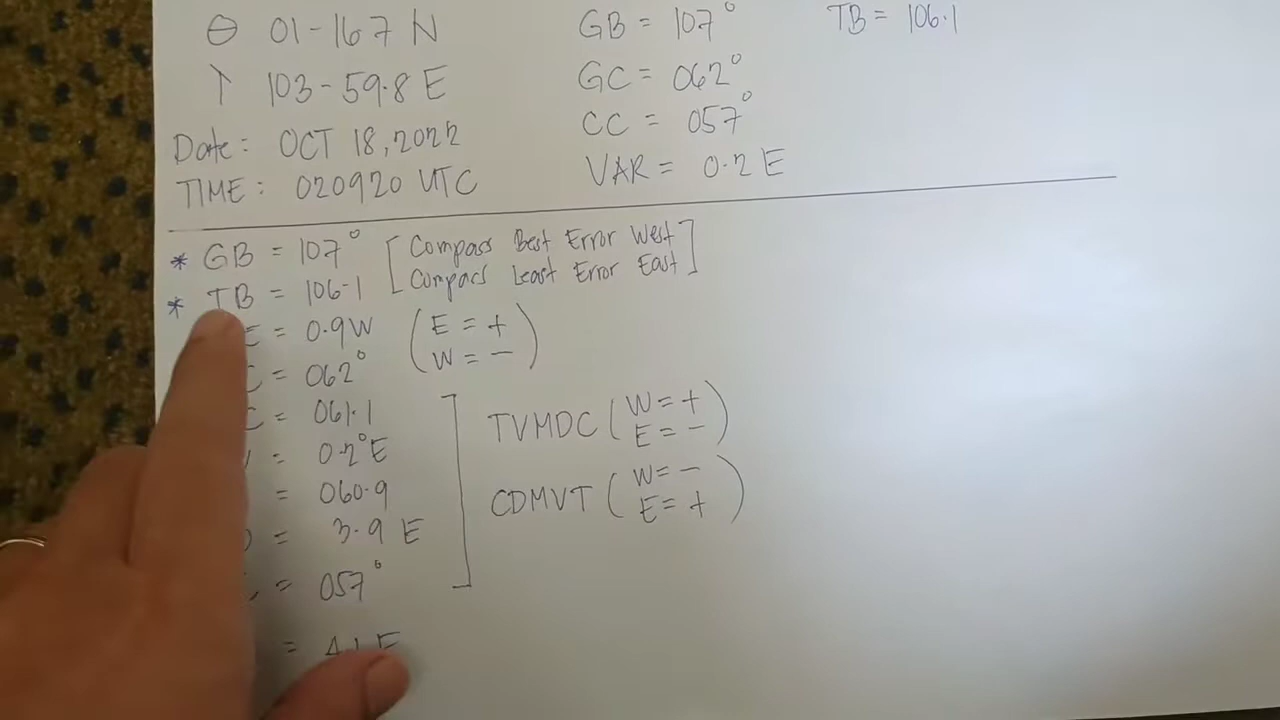 θ 01-16.7 N
λ 103-59.8 E
Date: OCT 18, 2022
TIME: 020920 UTC
GB = 107°
GC = 062°
CC = 057°
VAR = 0.2 E
TB = 106.1
* GB = 107° [Compass Best Error West]
* TB = 106.1 [Compass Least Error East]
E = 0.9W (E = +
W = -)
C = 062°
C = 061.1
= 0.2°E
= 060.9
= 3.9 E
= 057°
= 4.1 E
TVMDC (W = +
E = -)
CDMVT (W = -
E = +)